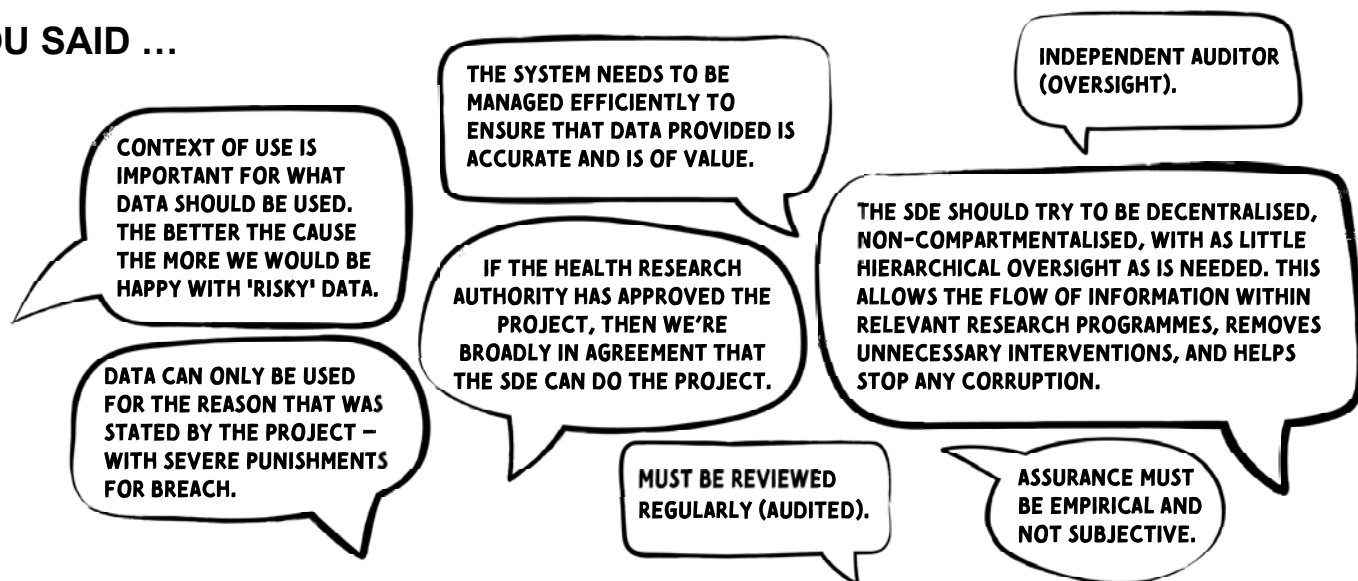 OU SAID …
CONTEXT OF USE IS
IMPORTANT FOR WHAT
DATA SHOULD BE USED.
THE BETTER THE CAUSE
THE MORE WE WOULD BE
HAPPY WITH 'RISKY' DATA.
THE SYSTEM NEEDS TO BE
MANAGED EFFICIENTLY TO
ENSURE THAT DATA PROVIDED IS
ACCURATE AND IS OF VALUE.
INDEPENDENT AUDITOR
(OVERSIGHT).
IF THE HEALTH RESEARCH
AUTHORITY HAS APPROVED THE
PROJECT, THEN WE'RE
BROADLY IN AGREEMENT THAT
THE SDE CAN DO THE PROJECT.
THE SDE SHOULD TRY TO BE DECENTRALISED,
NON-COMPARTMENTALISED, WITH AS LITTLE
HIERARCHICAL OVERSIGHT AS IS NEEDED. THIS
ALLOWS THE FLOW OF INFORMATION WITHIN
RELEVANT RESEARCH PROGRAMMES, REMOVES
UNNECESSARY INTERVENTIONS, AND HELPS
STOP ANY CORRUPTION.
DATA CAN ONLY BE USED
FOR THE REASON THAT WAS
STATED BY THE PROJECT –
WITH SEVERE PUNISHMENTS
FOR BREACH.
MUST BE REVIEWED
REGULARLY (AUDITED).
ASSURANCE MUST
BE EMPIRICAL AND
NOT SUBJECTIVE.